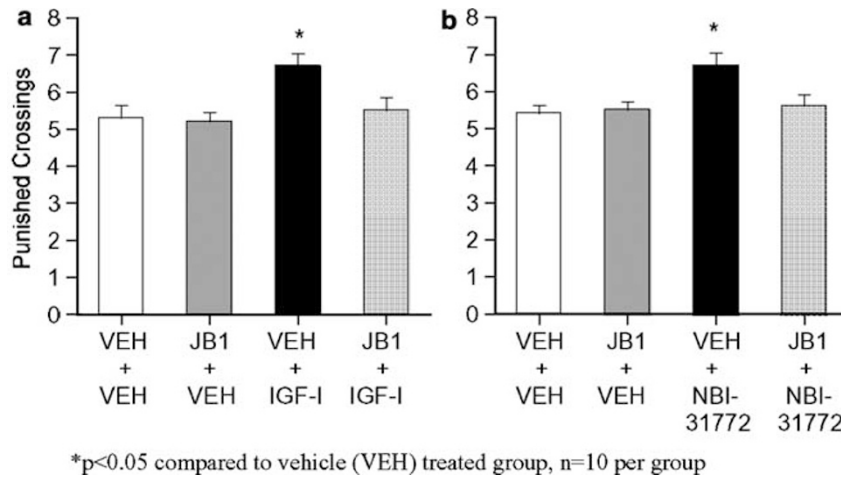 a
b
8
7
6
5
4
3
2
1
0
8
7
6
5
4
3
2
1
0
Punished Crossings
*
*
VEH JB1 VEH JB1
+ + + +
VEH VEH IGF-I IGF-I
VEH JB1 VEH JB1
+ + + +
VEH VEH NBI- NBI-
31772 31772
*p<0.05 compared to vehicle (VEH) treated group, n=10 per group